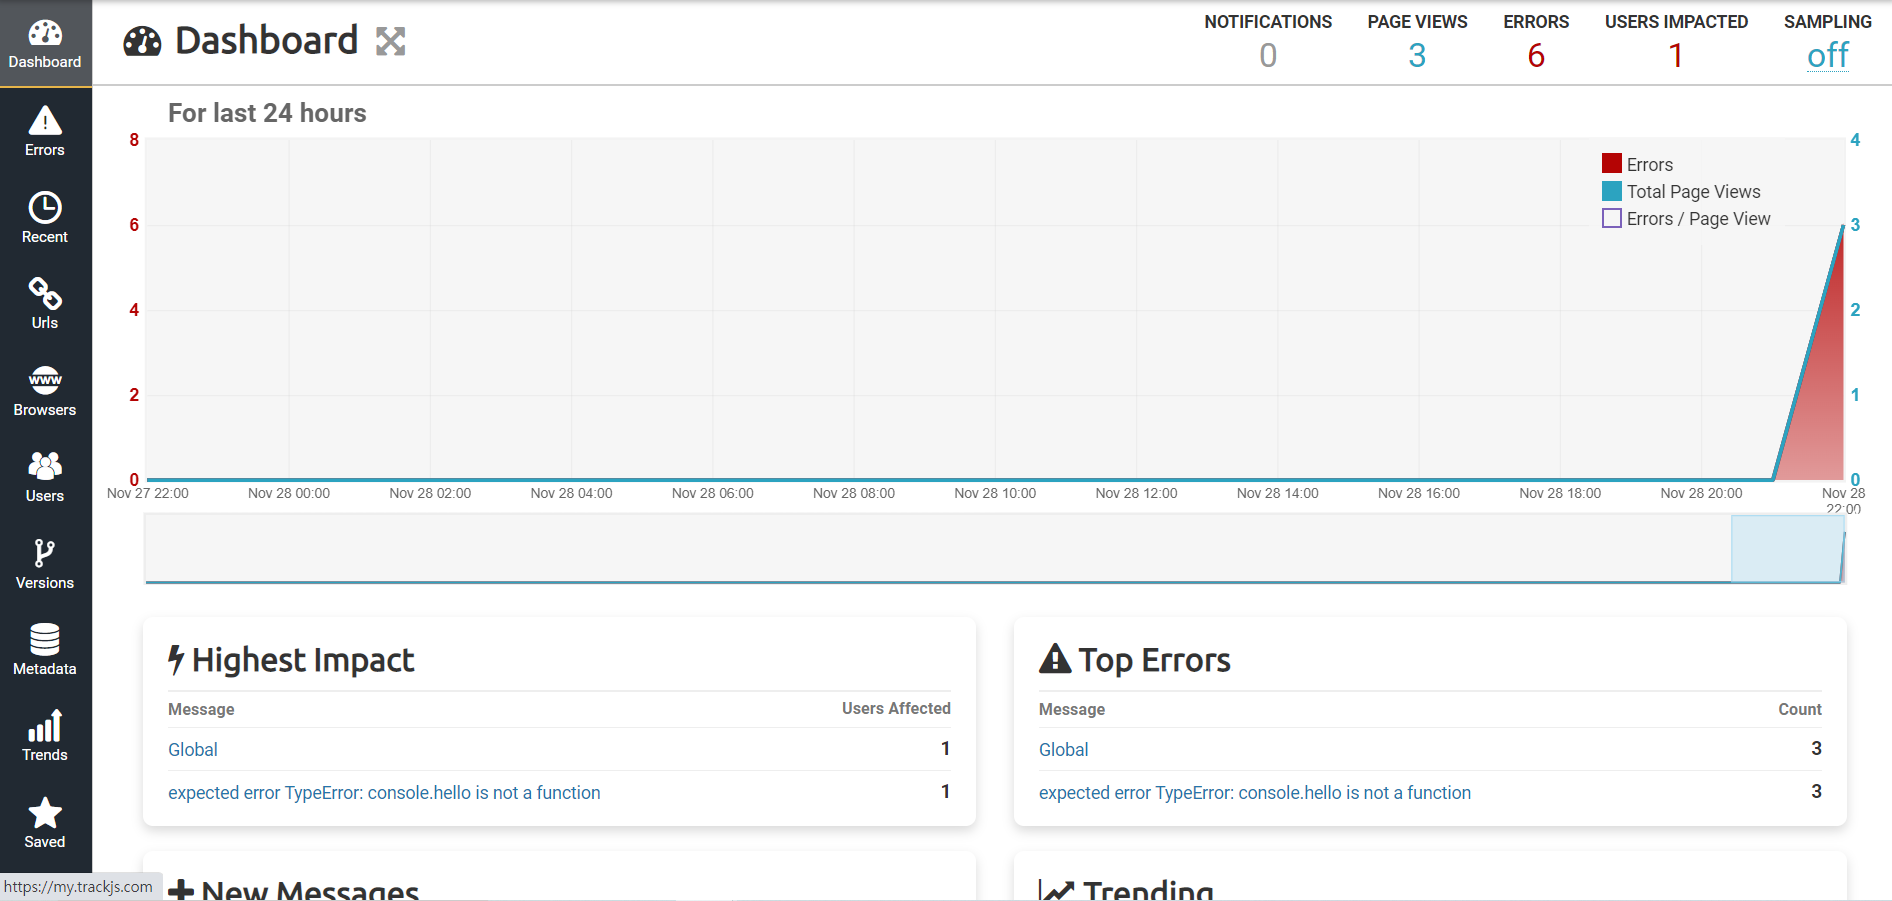 Dashboard
Errors
Recent
Urls
www
Browsers
Users
Versions
Metadata
Trends
Saved
https://my.trackjs.com
Dashboard
NOTIFICATIONS
0
PAGE VIEWS
3
ERRORS
6
USERS IMPACTED
1
SAMPLING
off
For last 24 hours
8
6
4
2
0
4
3
2
1
0
Errors
Total Page Views
Errors / Page View
Nov 27 22:00 Nov 28 00:00 Nov 28 02:00 Nov 28 04:00 Nov 28 06:00 Nov 28 08:00 Nov 28 10:00 Nov 28 12:00 Nov 28 14:00 Nov 28 16:00 Nov 28 18:00 Nov 28 20:00 Nov 28
22:00
Highest Impact
Message Users Affected
Global 1
expected error TypeError: console.hello is not a function 1
Top Errors
Message Count
Global 3
expected error TypeError: console.hello is not a function 3
New Messages
Trending